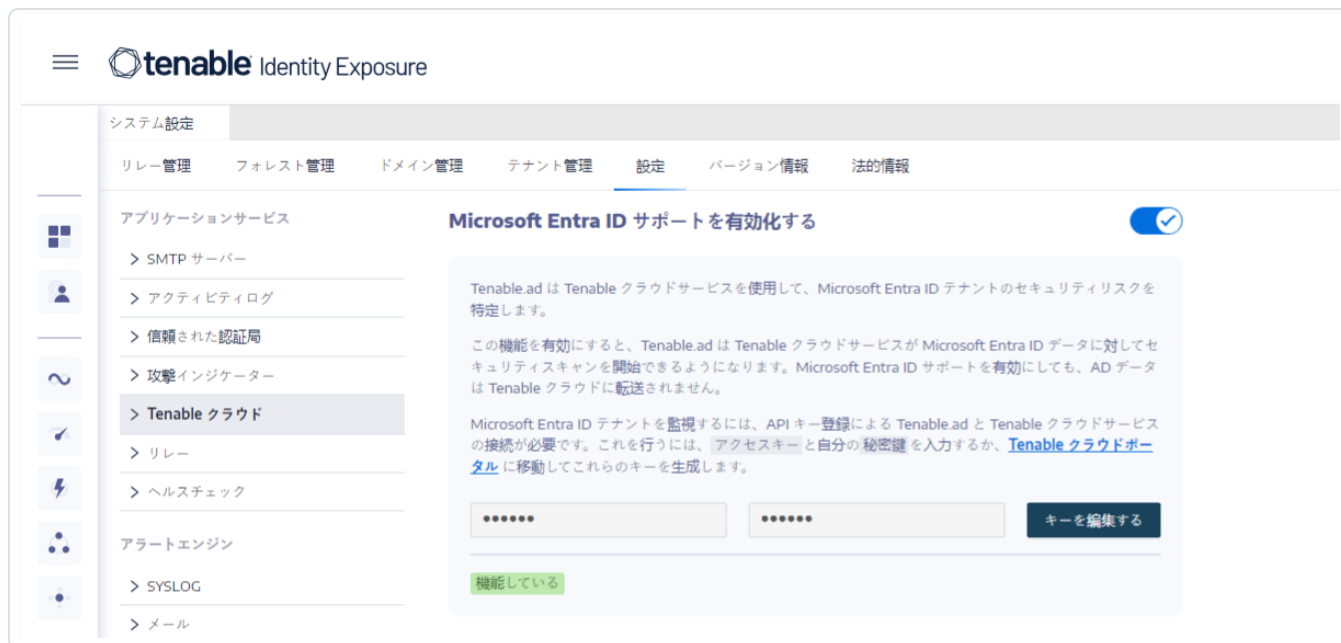 tenable Identity Exposure
システム設定
リレー管理 フォレスト管理 ドメイン管理 テナント管理 設定 バージョン情報 法的情報
アプリケーションサービス
SMTP サーバー
アクティビティログ
信頼された認証局
攻撃インジケーター
Tenable クラウド
リレー
ヘルスチェック
アラートエンジン
SYSLOG
メール
Microsoft Entra ID サポートを有効化する
Tenable.ad は Tenable クラウドサービスを使用して、Microsoft Entra ID テナントのセキュリティリスクを
特定します。
この機能を有効にすると、Tenable.ad は Tenable クラウドサービスが Microsoft Entra ID データに対してセ
キュリティスキャンを開始できるようになります。Microsoft Entra ID サポートを有効にしても、AD データ
は Tenable クラウドに転送されません。
Microsoft Entra ID テナントを監視するには、API キー登録による Tenable.ad と Tenable クラウドサービス
の接続が必要です。これを行うには、アクセスキー と自分の 秘密鍵 を入力するか、Tenable クラウドポー
タル に移動してこれらのキーを生成します。
•••••• •••••• キーを編集する
機能している